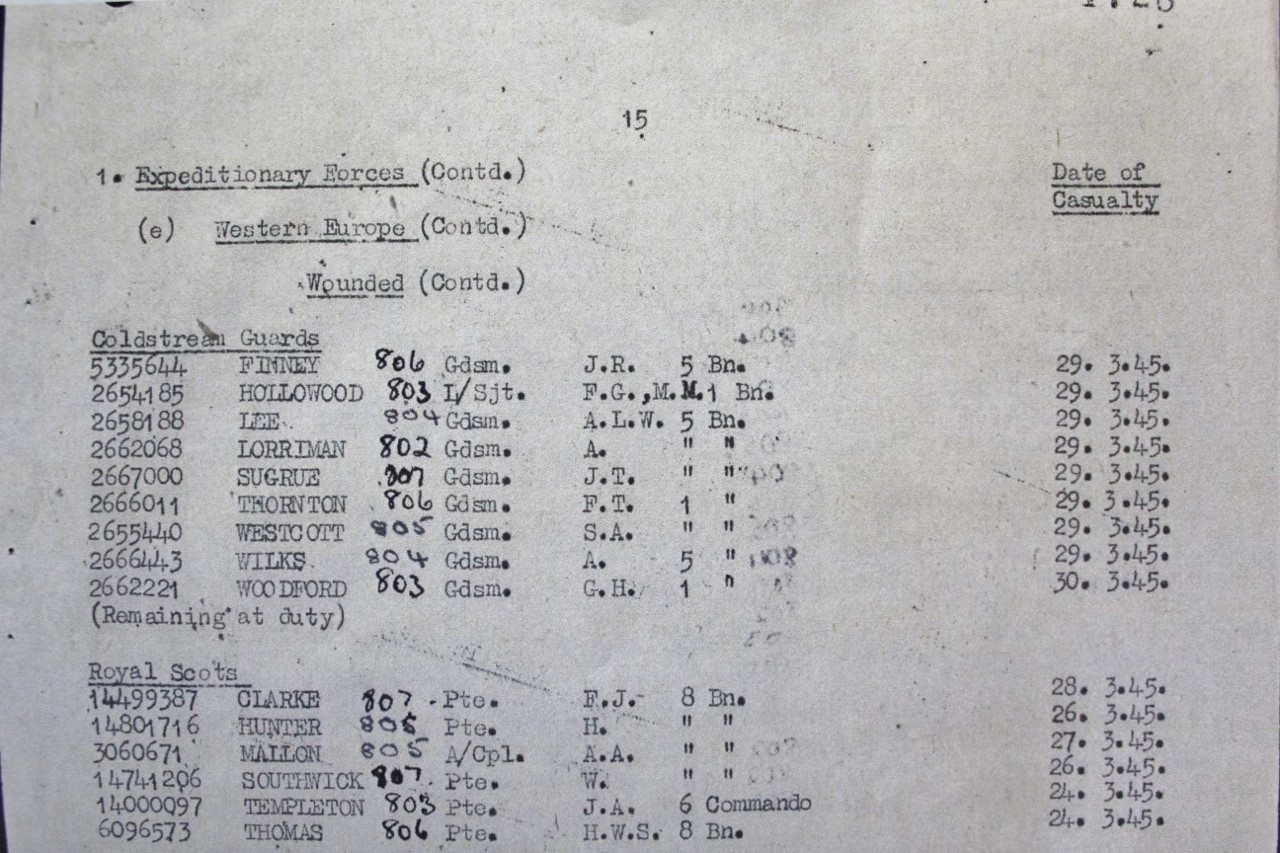 15
1. Expeditionary Forces (Contd.) Date of
Casualty
(e) Western Europe (Contd.)
Wounded (Contd.)
Coldstream Guards
5335644 FINNEY 806 Gdsm. J.R. 5 Bn. 29. 3.45.
2654185 HOLLOWOOD 803 L/Sjt. F.G.,M.M.1 Bn. 29. 3.45.
2658188 LEE 804 Gdsm. A.L.W. 5 Bn. 29. 3.45.
2662068 LORRIMAN 802 Gdsm. A. " " 29. 3.45.
2667000 SUGRUE 807 Gdsm. J.T. " " 29. 3.45.
2666011 THORNTON 806 Gdsm. F.T. 1 " 29. 3.45.
2655440 WESTCOTT 805 Gdsm. S.A. " " 29. 3.45.
2666443 WILKS 804 Gdsm. A. 5 " 29. 3.45.
2662221 WOODFORD 803 Gdsm. G.H. 1 " 30. 3.45.
(Remaining at duty)
Royal Scots
14499387 CLARKE 807 Pte. F.J. 8 Bn. 28. 3.45.
14801716 HUNTER 805 Pte. H. " " 26. 3.45.
3060671 MALLON 805 A/Cpl. A.A. " " 27. 3.45.
14741206 SOUTHWICK 807 Pte. W. " " 26. 3.45.
14000097 TEMPLETON 803 Pte. J.A. 6 Commando 24. 3.45.
6096573 THOMAS 806 Pte. H.W.S. 8 Bn. 24. 3.45.